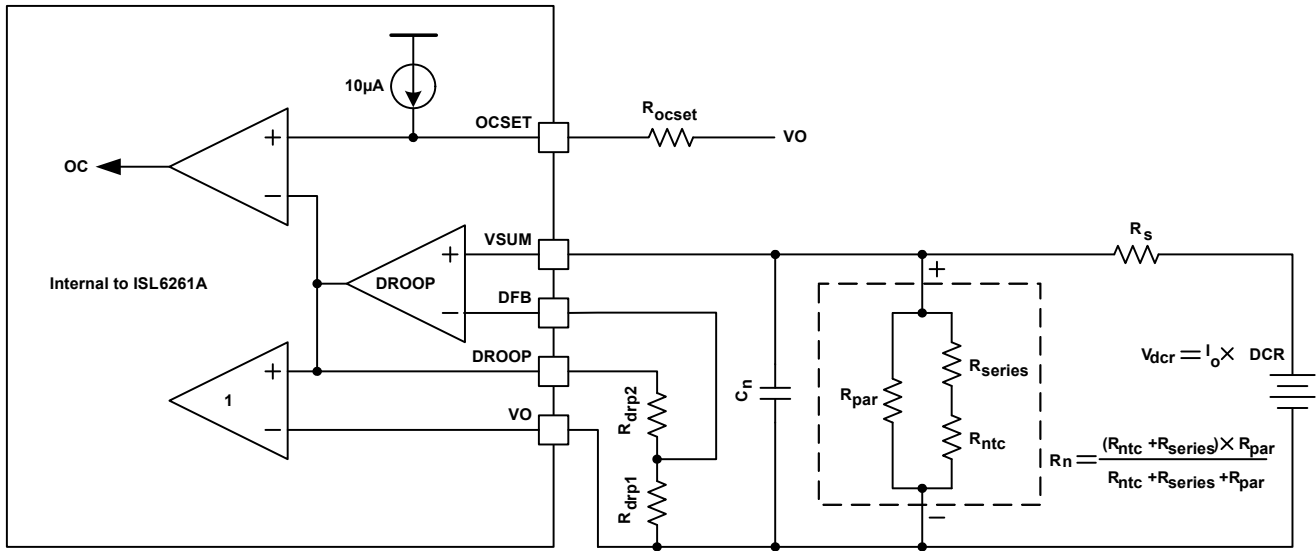 10µA
OCSET
R_ocset
VO
+
−
OC
Internal to ISL6261A
VSUM
+
DROOP
DFB
−
DROOP
+
1
VO
−
R_drp2
R_drp1
C_n
+
R_par
R_series
R_ntc
−
R_s
V_dcr = I_o × DCR
R_n = (R_ntc + R_series) × R_par
R_ntc + R_series + R_par